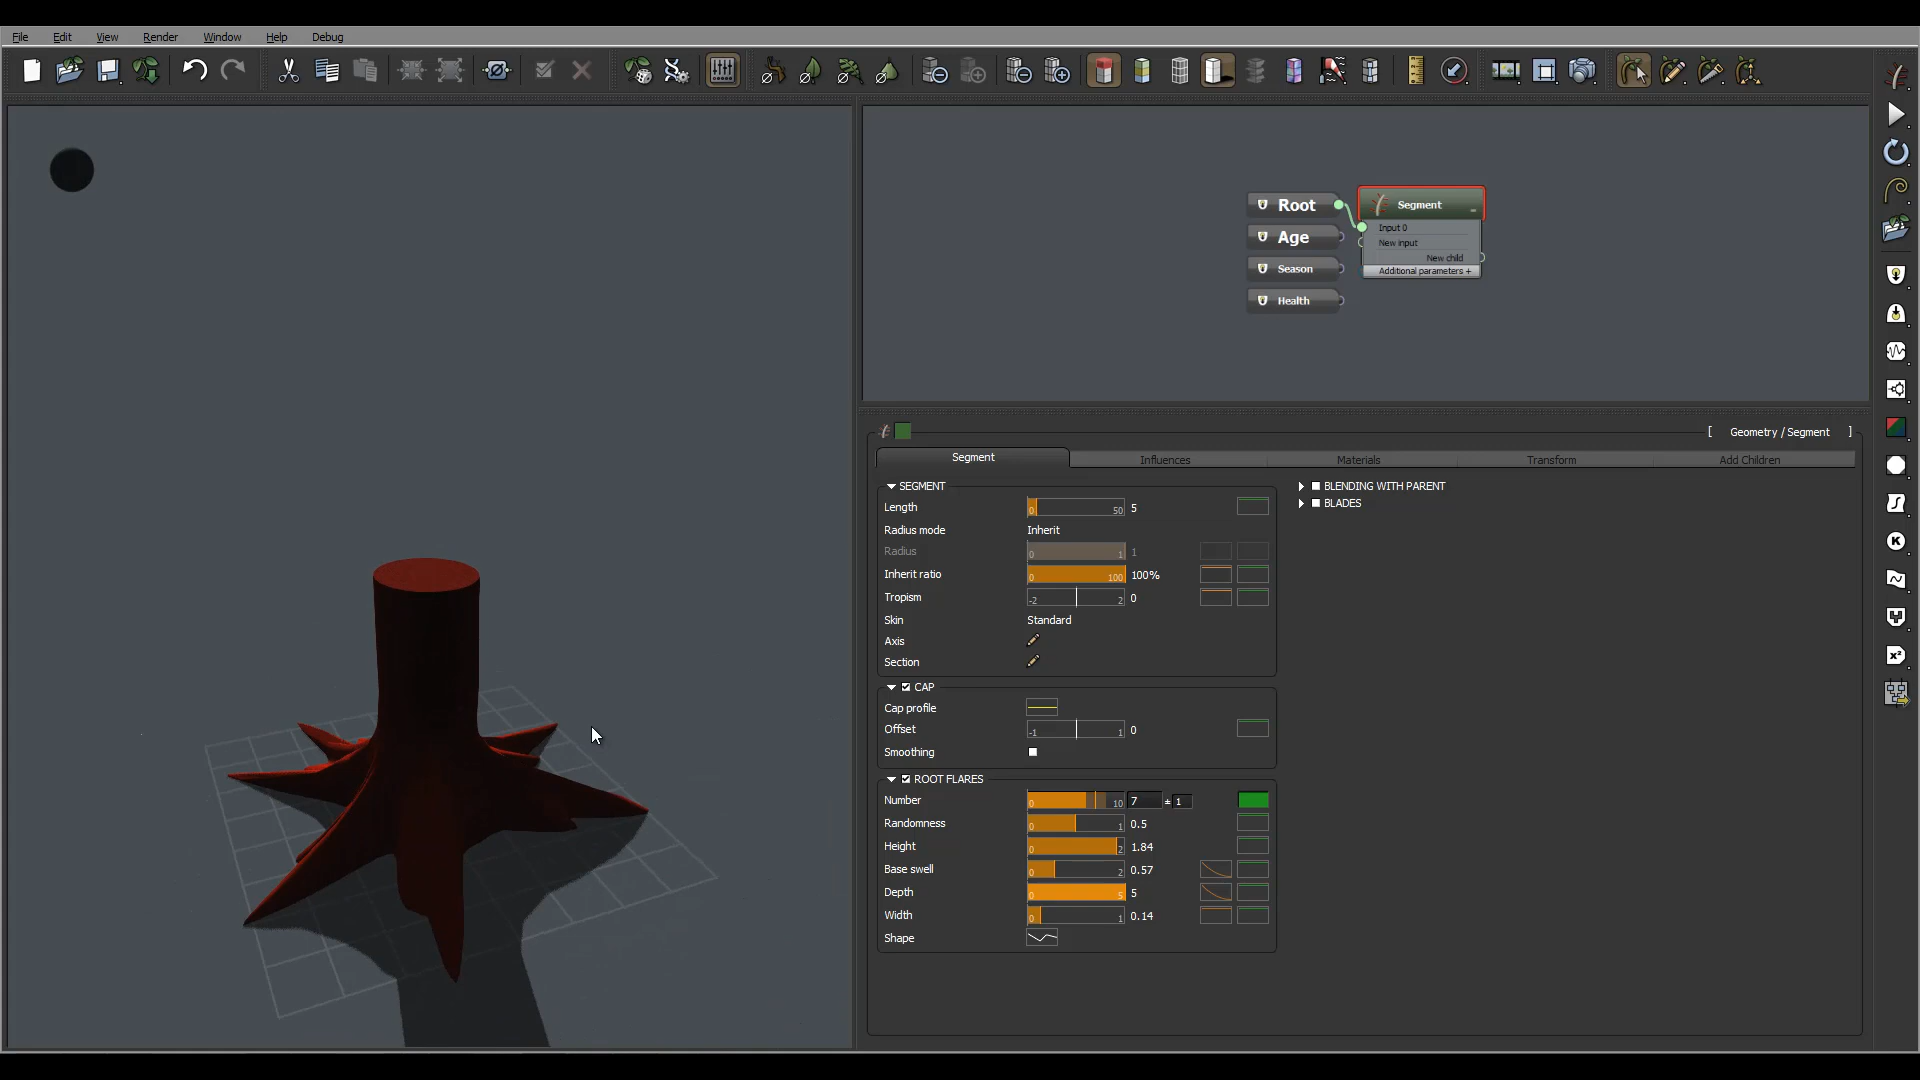 File Edit View Render Window Help Debug
Root
Age
Season
Health
Segment
Input 0
New input
New child
Additional parameters +
[ Geometry / Segment ]
Segment Influences Materials Transform Add Children
SEGMENT
Length 0 50 5
Radius mode Inherit
Radius 0 1 1
Inherit ratio 0 100 100%
Tropism -2 2 0
Skin Standard
Axis
Section
CAP
Cap profile
Offset -1 1 0
Smoothing
ROOT FLARES
Number 0 10 7 ± 1
Randomness 0 1 0.5
Height 0 2 1.84
Base swell 0 2 0.57
Depth 0 5 5
Width 0 1 0.14
Shape
BLENDING WITH PARENT
BLADES
K
x²